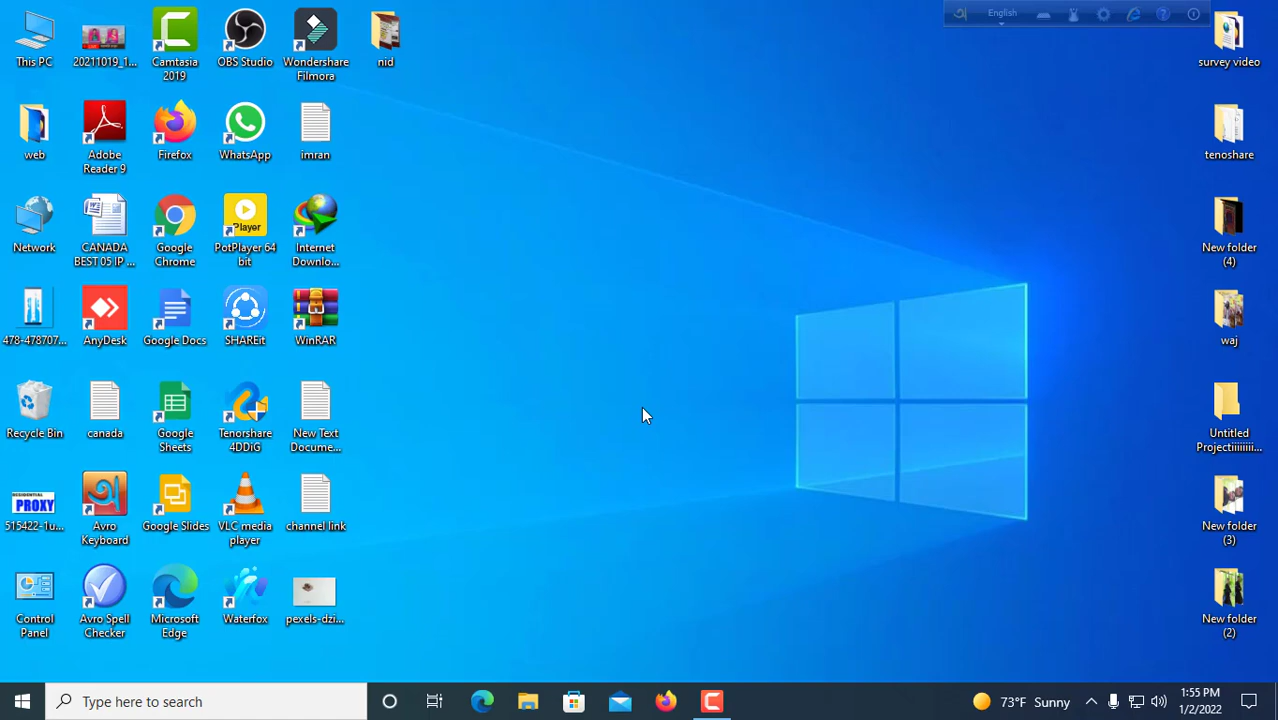 English
This PC
20211019_1...
Camtasia
2019
OBS Studio
Wondershare
Filmora
nid
survey video
web
Adobe
Reader 9
Firefox
WhatsApp
imran
tenoshare
Network
CANADA
BEST 05 IP ...
Google
Chrome
Player
PotPlayer 64
bit
Internet
Downlo...
New folder
(4)
478-478707...
AnyDesk
Google Docs
SHAREit
WinRAR
waj
Recycle Bin
canada
Google
Sheets
Tenorshare
4DDiG
New Text
Docume...
Untitled
Projectiiiiiiii...
PROXY
515422-1u...
Avro
Keyboard
Google Slides
VLC media
player
channel link
New folder
(3)
Control
Panel
Avro Spell
Checker
Microsoft
Edge
Waterfox
pexels-dzi...
New folder
(2)
Type here to search
73°F Sunny
1:55 PM
1/2/2022